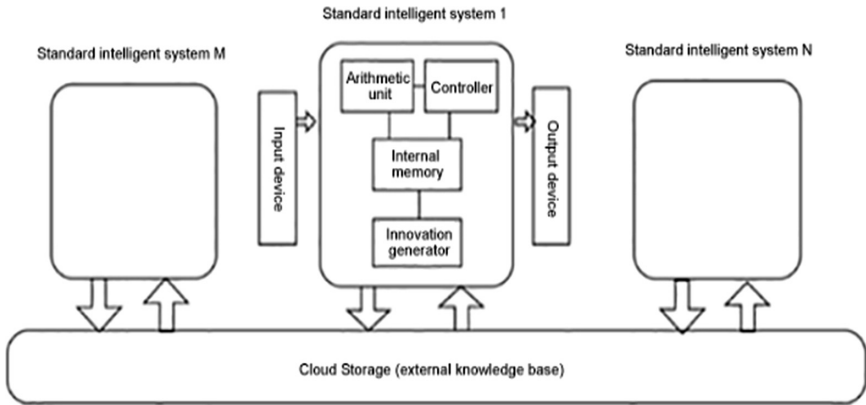 Standard intelligent system 1
Standard intelligent system M
Standard intelligent system N
Arithmetic
unit
Controller
Input device
Output device
Internal
memory
Innovation
generator
Cloud Storage (external knowledge base)